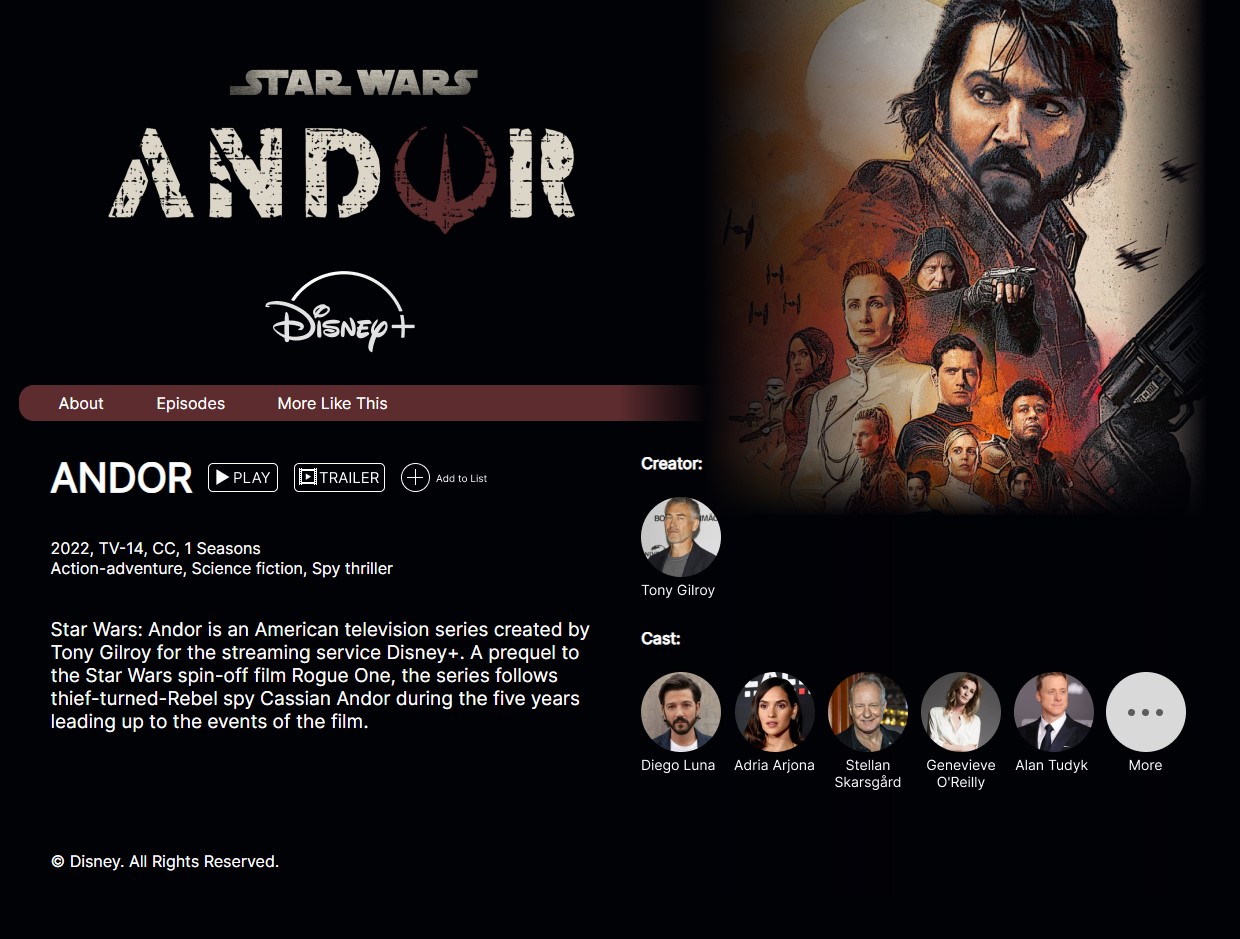 STAR WARS
ANDOR
Disney+
About
Episodes
More Like This
ANDOR
PLAY
TRAILER
Add to List
2022, TV-14, CC, 1 Seasons
Action-adventure, Science fiction, Spy thriller
Star Wars: Andor is an American television series created by
Tony Gilroy for the streaming service Disney+. A prequel to
the Star Wars spin-off film Rogue One, the series follows
thief-turned-Rebel spy Cassian Andor during the five years
leading up to the events of the film.
Creator:
Tony Gilroy
Cast:
Diego Luna
Adria Arjona
Stellan
Skarsgård
Genevieve
O'Reilly
Alan Tudyk
More
© Disney. All Rights Reserved.